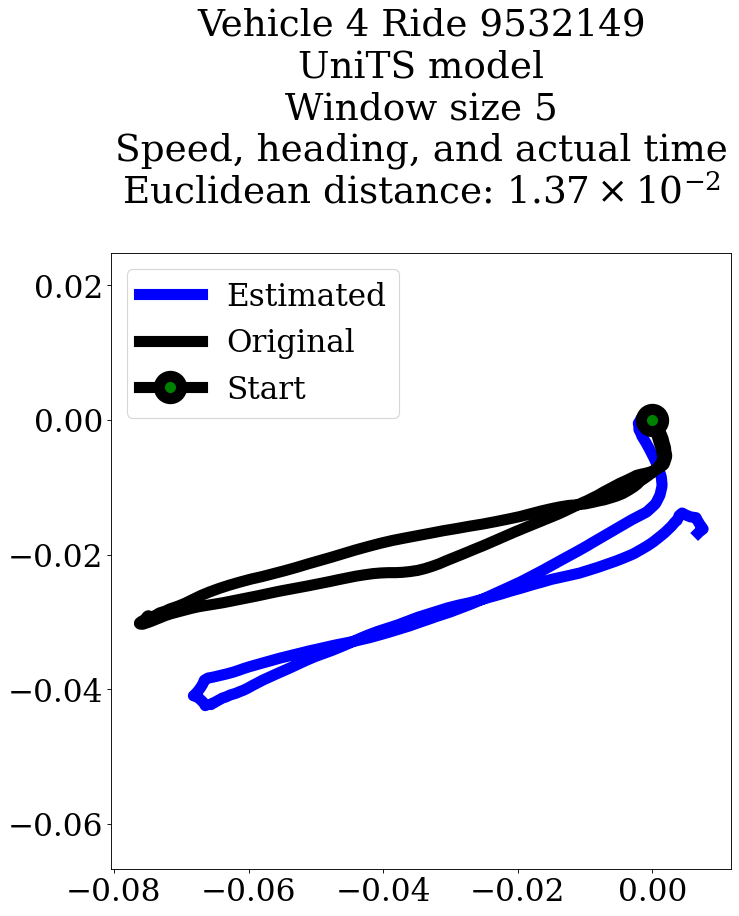 Vehicle 4 Ride 9532149
UniTS model
Window size 5
Speed, heading, and actual time
Euclidean distance: 1.37 × 10⁻²
Estimated
Original
Start
0.02
0.00
−0.02
−0.04
−0.06
−0.08 −0.06 −0.04 −0.02 0.00